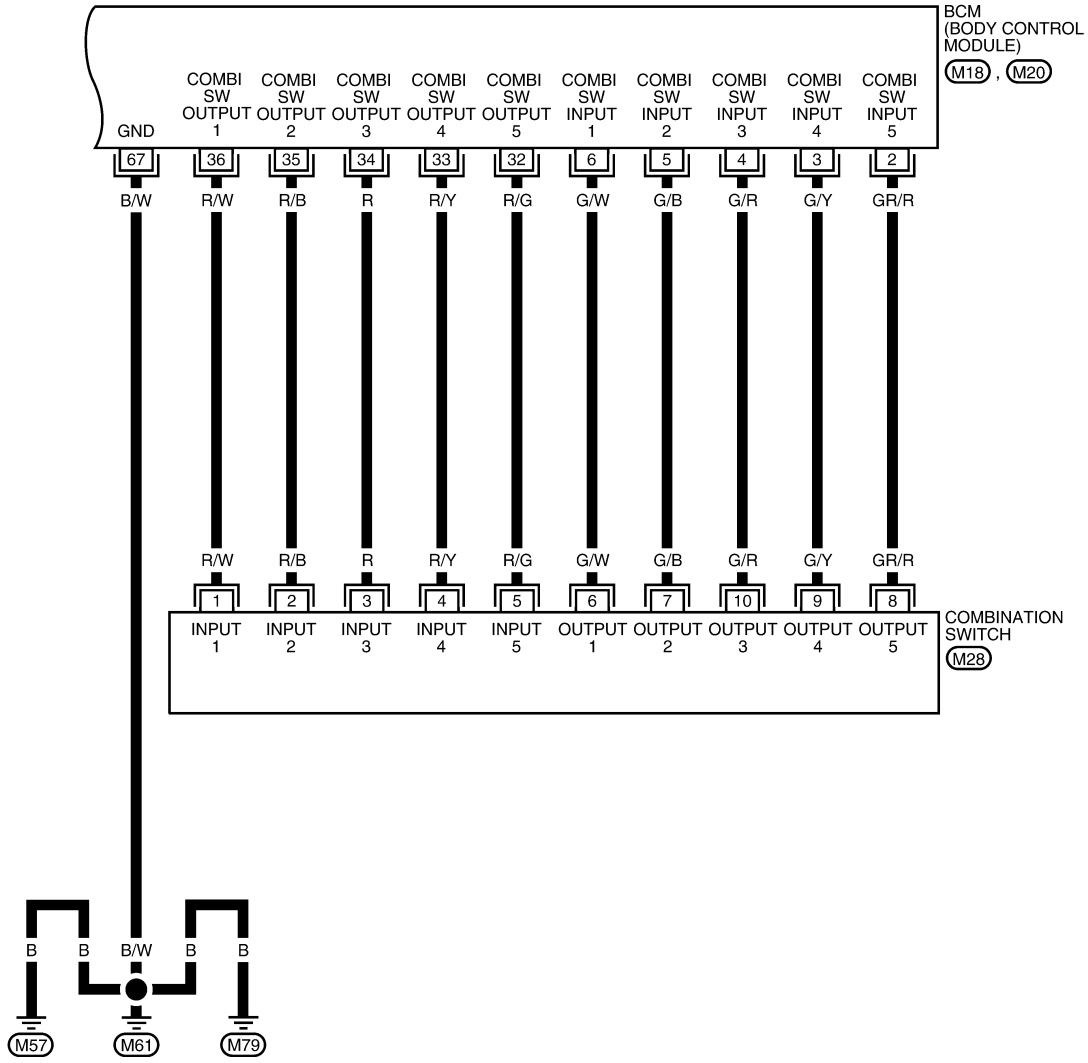 BCM
(BODY CONTROL
MODULE)
M18 , M20
COMBI COMBI COMBI COMBI COMBI COMBI COMBI COMBI COMBI COMBI
SW SW SW SW SW SW SW SW SW SW
OUTPUT OUTPUT OUTPUT OUTPUT OUTPUT INPUT INPUT INPUT INPUT INPUT
GND 1 2 3 4 5 1 2 3 4 5
67 36 35 34 33 32 6 5 4 3 2
B/W R/W R/B R R/Y R/G G/W G/B G/R G/Y GR/R
R/W R/B R R/Y R/G G/W G/B G/R G/Y GR/R
1 2 3 4 5 6 7 10 9 8
INPUT INPUT INPUT INPUT INPUT OUTPUT OUTPUT OUTPUT OUTPUT OUTPUT
1 2 3 4 5 1 2 3 4 5
COMBINATION
SWITCH
M28
B B B/W B B
M57 M61 M79